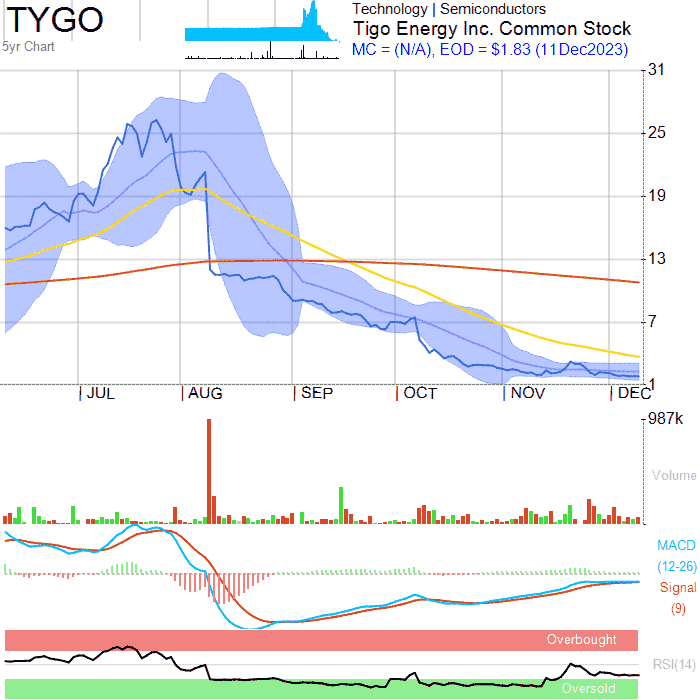 TYGO
5yr Chart
Technology | Semiconductors
Tigo Energy Inc. Common Stock
MC = (N/A), EOD = $1.83 (11Dec2023)
31
25
19
13
7
1
JUL
AUG
SEP
OCT
NOV
DEC
987k
Volume
MACD
(12-26)
Signal
(9)
Overbought
RSI(14)
Oversold